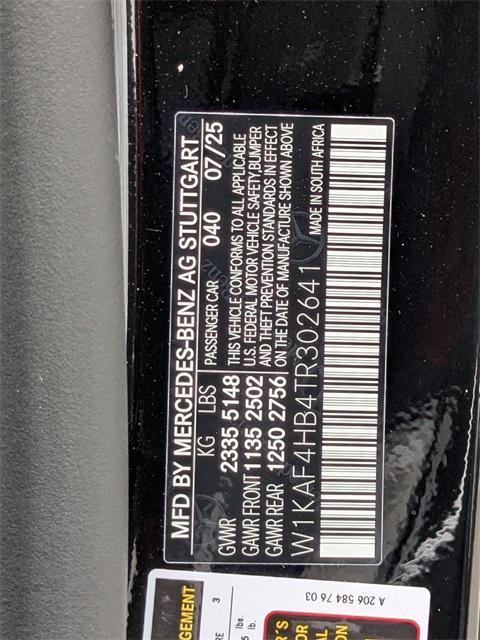 MFD BY MERCEDES-BENZ AG STUTTGART
KG LBS PASSENGER CAR 040 07/25
GVWR 2335 5148 THIS VEHICLE CONFORMS TO ALL APPLICABLE
GAWR FRONT 1135 2502 U.S. FEDERAL MOTOR VEHICLE SAFETY,BUMPER
GAWR REAR 1250 2756 AND THEFT PREVENTION STANDARDS IN EFFECT
ON THE DATE OF MANUFACTURE SHOWN ABOVE
W1KAF4HB4TR302641 MADE IN SOUTH AFRICA
A 206 584 76 03
3
lbs.
lb.